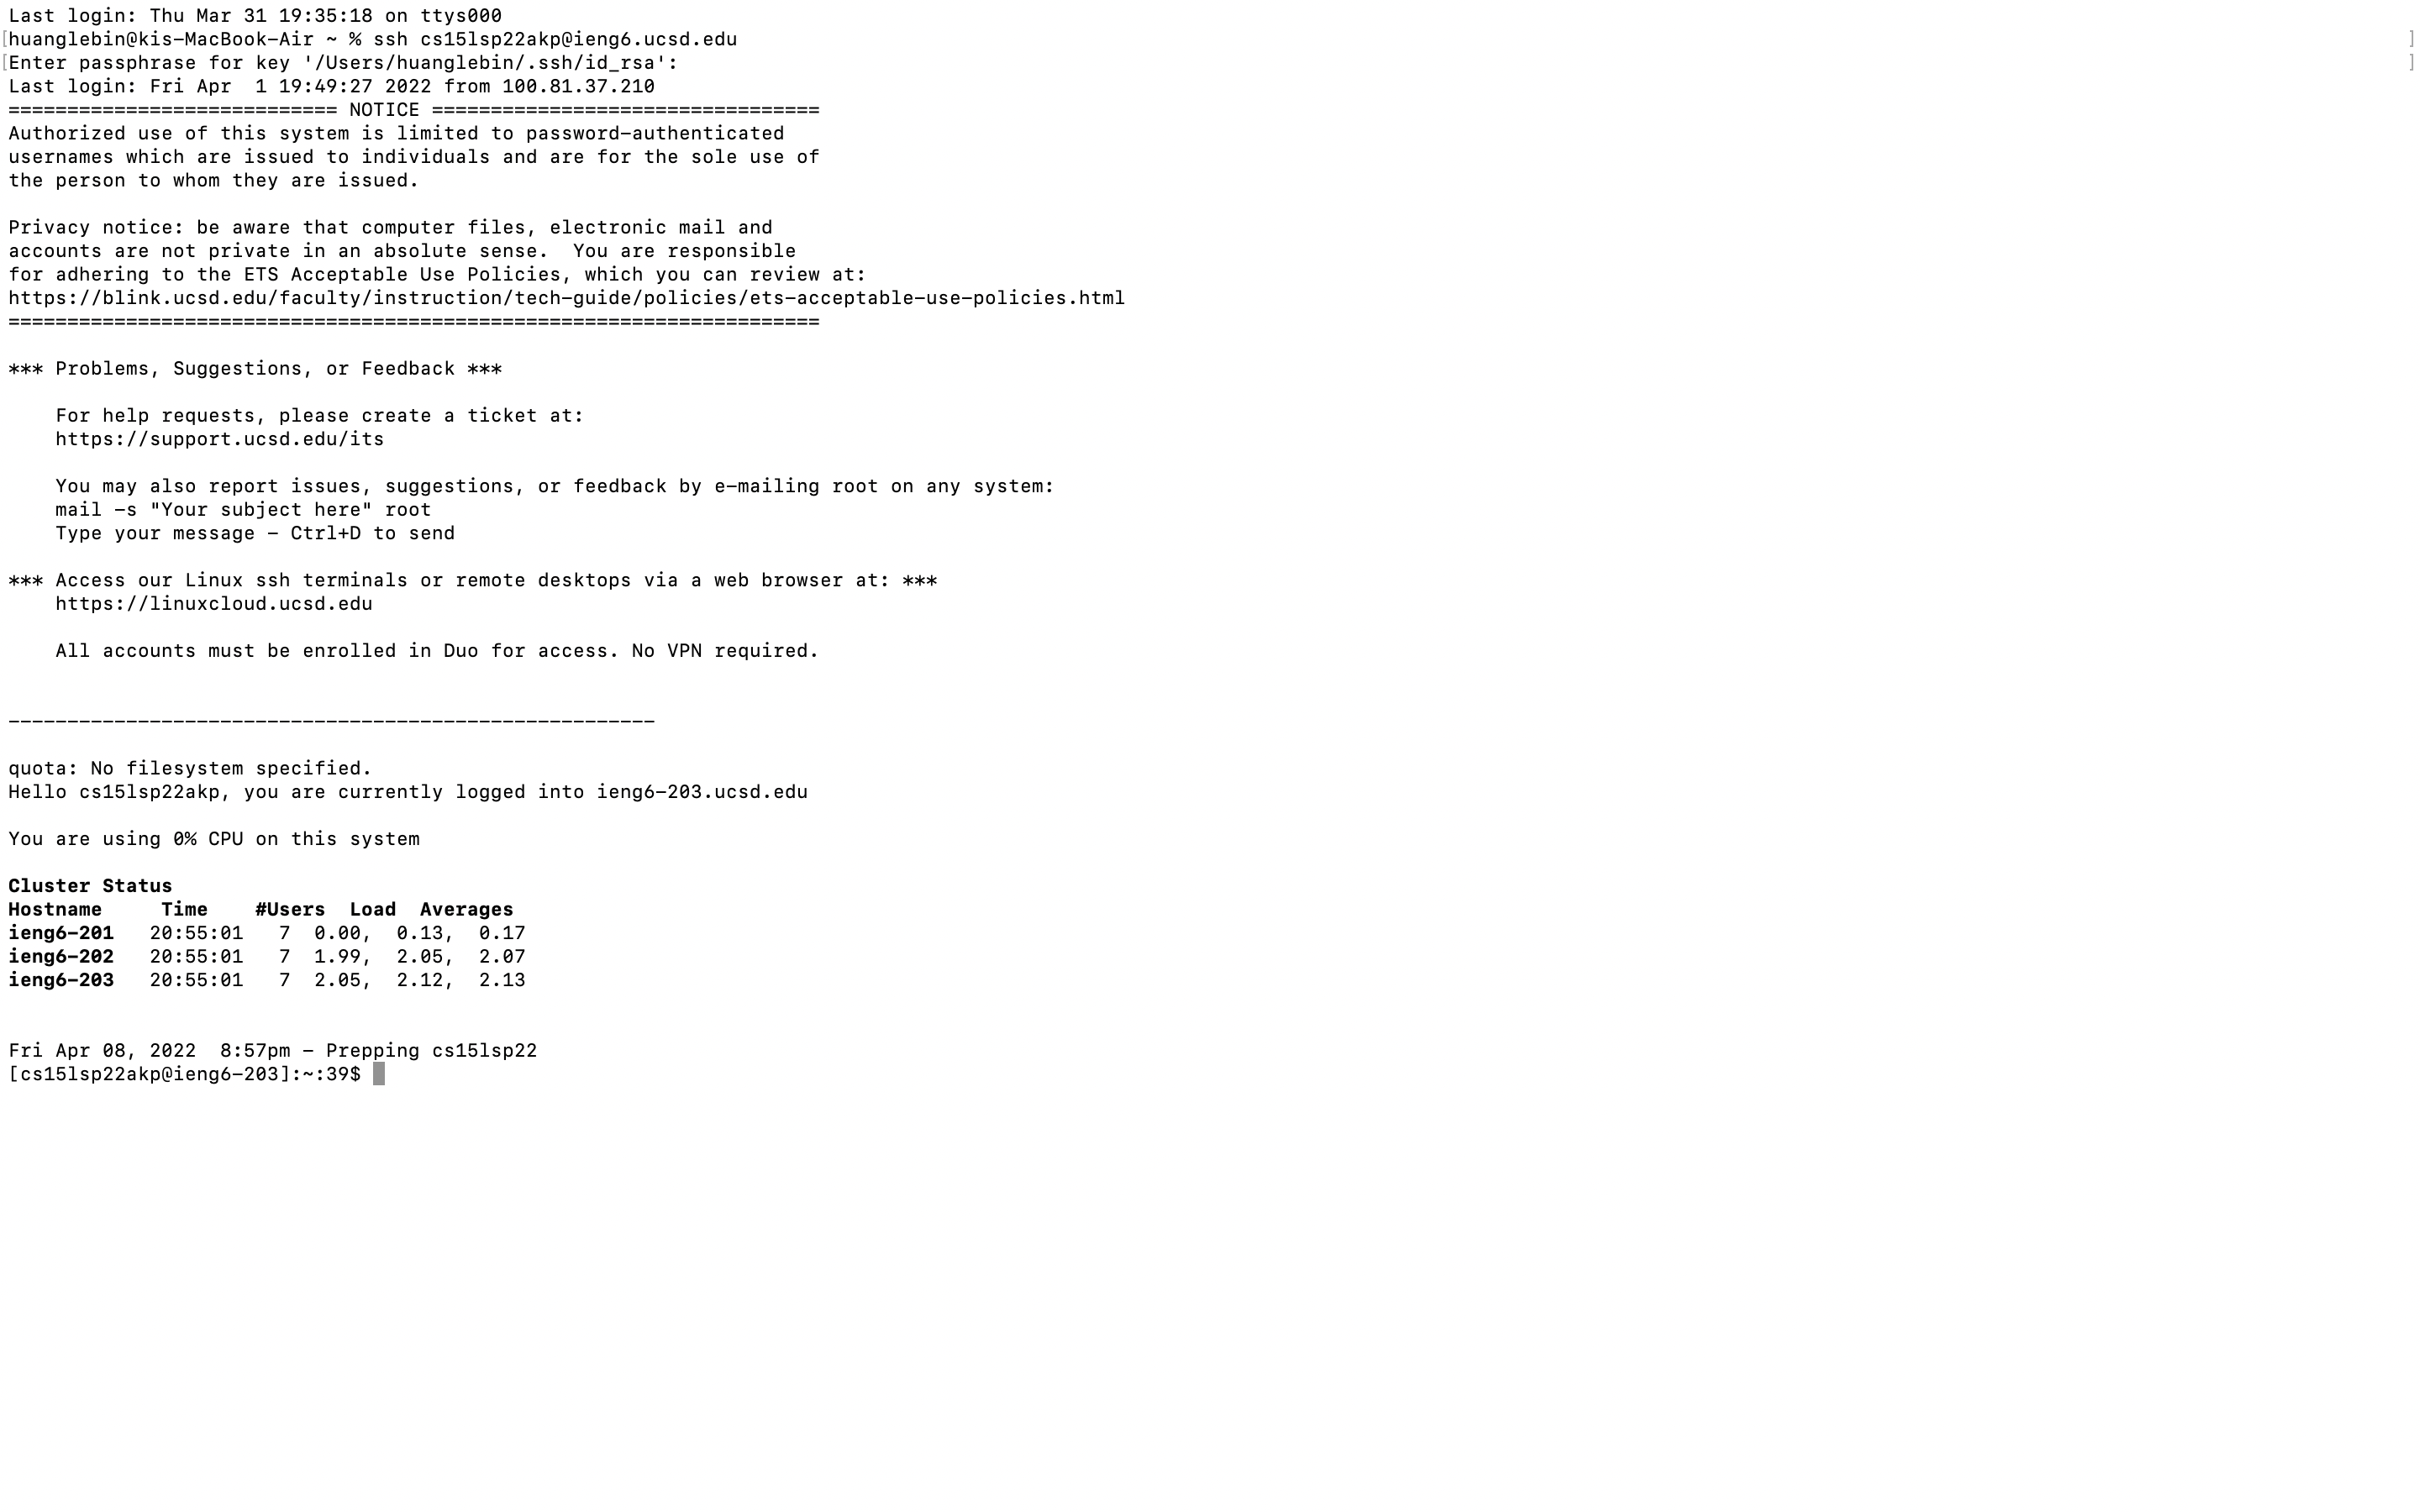 Last login: Thu Mar 31 19:35:18 on ttys000
[huanglebin@kis-MacBook-Air ~ % ssh cs15lsp22akp@ieng6.ucsd.edu ]
[Enter passphrase for key '/Users/huanglebin/.ssh/id_rsa': ]
Last login: Fri Apr  1 19:49:27 2022 from 100.81.37.210
============================ NOTICE =================================
Authorized use of this system is limited to password-authenticated
usernames which are issued to individuals and are for the sole use of
the person to whom they are issued.

Privacy notice: be aware that computer files, electronic mail and
accounts are not private in an absolute sense.  You are responsible
for adhering to the ETS Acceptable Use Policies, which you can review at:
https://blink.ucsd.edu/faculty/instruction/tech-guide/policies/ets-acceptable-use-policies.html
=====================================================================

*** Problems, Suggestions, or Feedback ***

    For help requests, please create a ticket at:
    https://support.ucsd.edu/its

    You may also report issues, suggestions, or feedback by e-mailing root on any system:
    mail -s "Your subject here" root
    Type your message - Ctrl+D to send

*** Access our Linux ssh terminals or remote desktops via a web browser at: ***
    https://linuxcloud.ucsd.edu

    All accounts must be enrolled in Duo for access. No VPN required.


-------------------------------------------------------

quota: No filesystem specified.
Hello cs15lsp22akp, you are currently logged into ieng6-203.ucsd.edu

You are using 0% CPU on this system

Cluster Status
Hostname     Time    #Users  Load  Averages
ieng6-201   20:55:01   7  0.00,  0.13,  0.17
ieng6-202   20:55:01   7  1.99,  2.05,  2.07
ieng6-203   20:55:01   7  2.05,  2.12,  2.13


Fri Apr 08, 2022  8:57pm - Prepping cs15lsp22
[cs15lsp22akp@ieng6-203]:~:39$